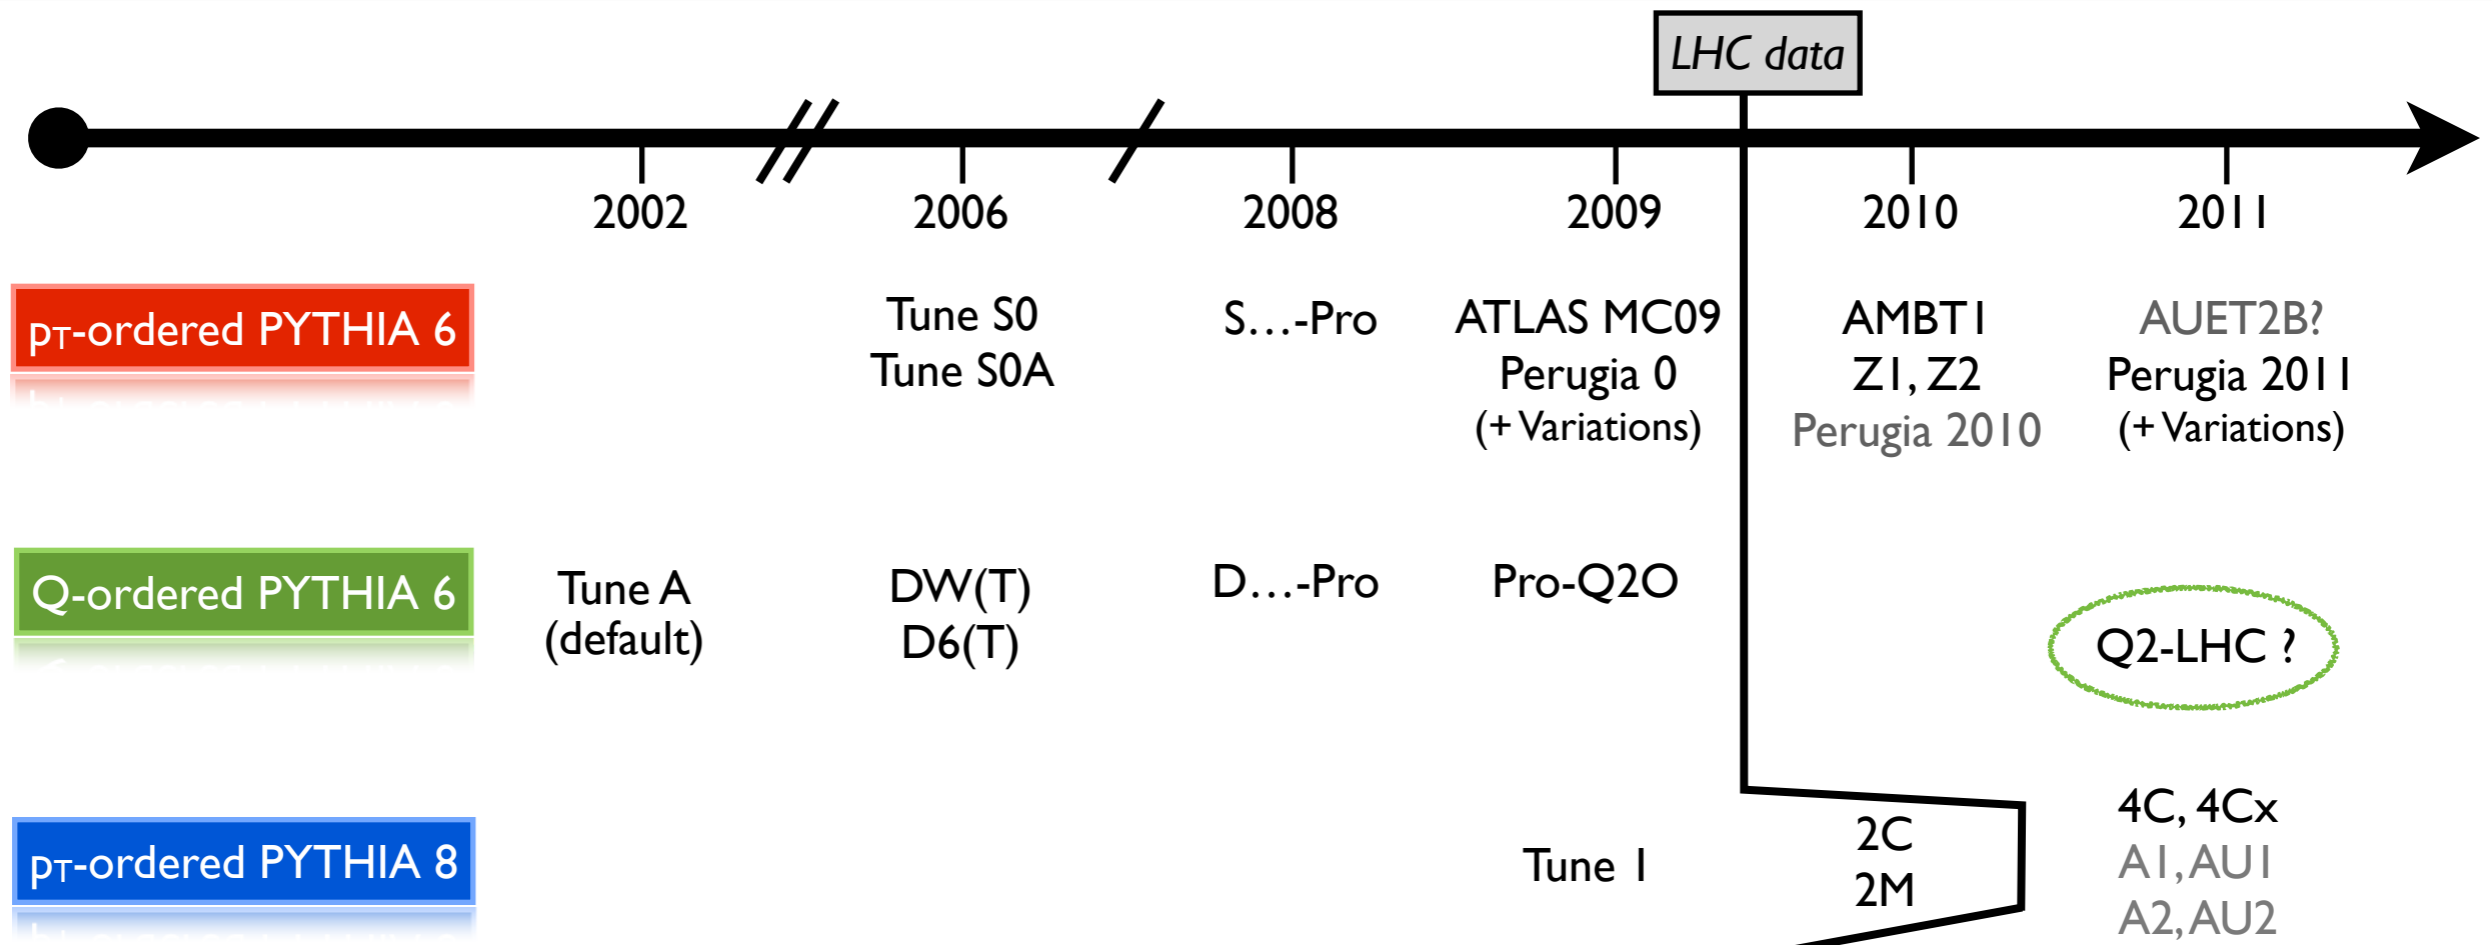 LHC data
2002
2006
2008
2009
2010
2011
pT-ordered PYTHIA 6
Tune S0
Tune S0A
S...-Pro
ATLAS MC09
Perugia 0
(+ Variations)
AMBT1
Z1, Z2
Perugia 2010
AUET2B?
Perugia 2011
(+ Variations)
Q-ordered PYTHIA 6
Tune A
(default)
DW(T)
D6(T)
D...-Pro
Pro-Q2O
Q2-LHC ?
pT-ordered PYTHIA 8
Tune 1
2C
2M
4C, 4Cx
A1, AU1
A2, AU2